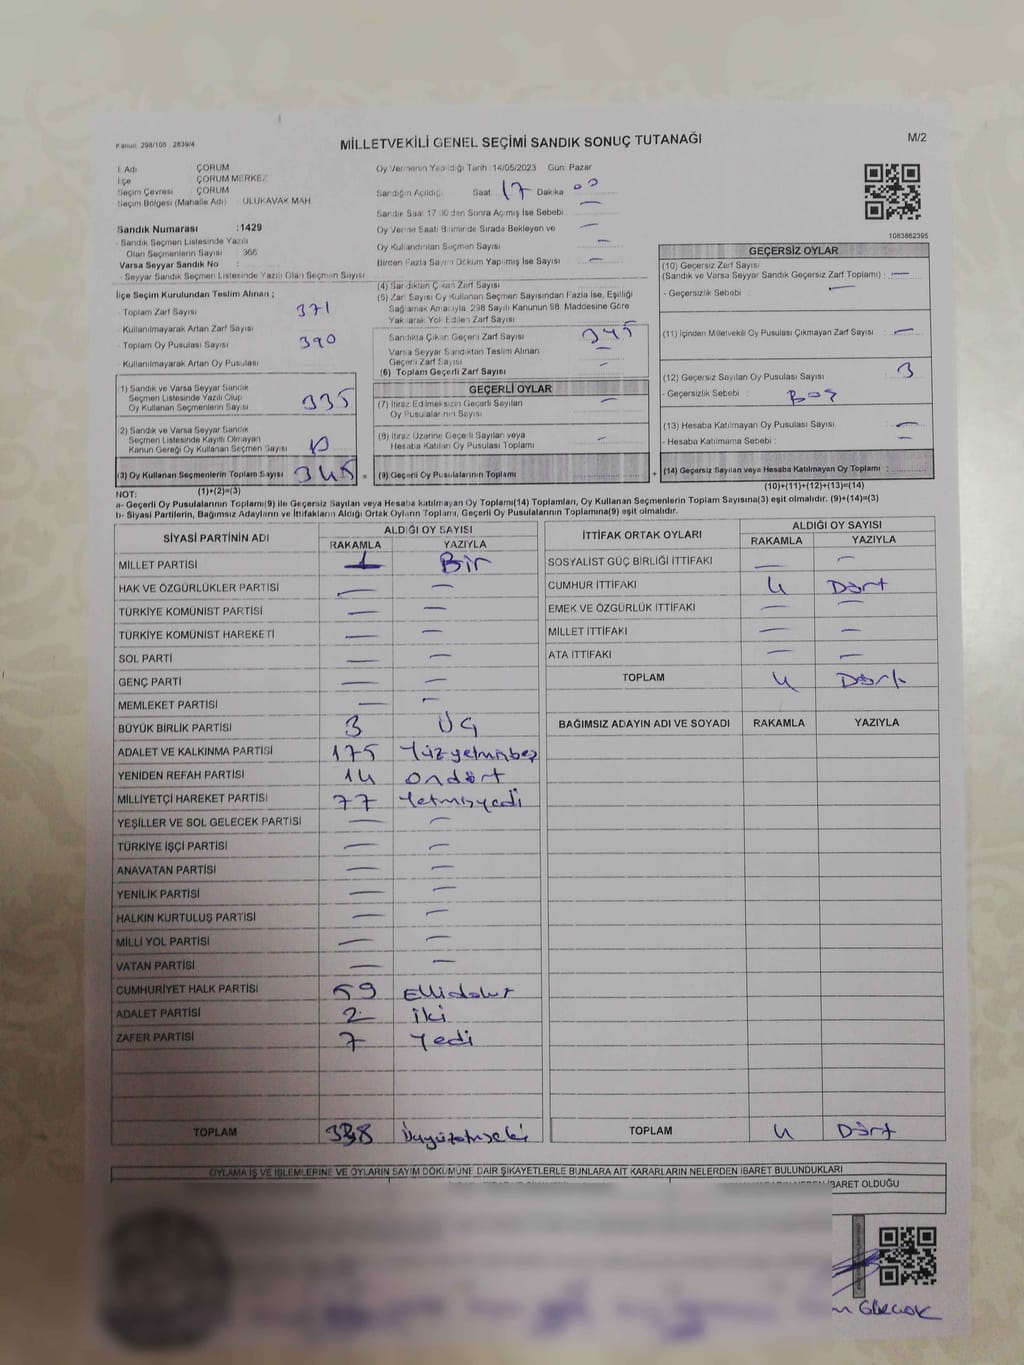 Kanun: 298/105 , 2839/4
MİLLETVEKİLİ GENEL SEÇİMİ SANDIK SONUÇ TUTANAĞI
M/2
İl Adı ÇORUM
İlçe ÇORUM MERKEZ
Seçim Çevresi ÇORUM
Seçim Bölgesi (Mahalle Adı) ULUKAVAK MAH.
Sandık Numarası :1429
- Sandık Seçmen Listesinde Yazılı
Olan Seçmenlerin Sayısı 366
Varsa Seyyar Sandık No :
- Seyyar Sandık Seçmen Listesinde Yazılı Olan Seçmen Sayısı
Oy Vermenin Yapıldığı Tarih: 14/05/2023 Gün: Pazar
Sandığın Açıldığı Saat 17 Dakika 00
Sandık Saat 17:00'dan Sonra Açılmış İse Sebebi : —
Oy Verme Saati Bitiminde Sırada Bekleyen ve —
Oy Kullandırılan Seçmen Sayısı —
Birden Fazla Sayım Döküm Yapılmış İse Sayısı —
1083662395
İlçe Seçim Kurulundan Teslim Alınan ;
- Toplam Zarf Sayısı 371
- Kullanılmayarak Artan Zarf Sayısı
- Toplam Oy Pusulası Sayısı 390
- Kullanılmayarak Artan Oy Pusulası
(4) Sandıktan Çıkan Zarf Sayısı
(5) Zarf Sayısı Oy Kullanan Seçmen Sayısından Fazla İse, Eşitliği
Sağlamak Amacıyla 298 Sayılı Kanunun 98. Maddesine Göre
Yakılarak Yok Edilen Zarf Sayısı
Sandıkta Çıkan Geçerli Zarf Sayısı 345
Varsa Seyyar Sandıktan Teslim Alınan —
Geçerli Zarf Sayısı —
(6) Toplam Geçerli Zarf Sayısı
GEÇERSİZ OYLAR
(10) Geçersiz Zarf Sayısı
(Sandık ve Varsa Seyyar Sandık Geçersiz Zarf Toplamı) : —
- Geçersizlik Sebebi : —
(11) İçinden Milletvekili Oy Pusulası Çıkmayan Zarf Sayısı —
(12) Geçersiz Sayılan Oy Pusulası Sayısı 3
- Geçersizlik Sebebi : Boş
(13) Hesaba Katılmayan Oy Pusulası Sayısı —
- Hesaba Katılmama Sebebi : —
(14) Geçersiz Sayılan veya Hesaba Katılmayan Oy Toplamı :
(10)+(11)+(12)+(13)=(14)
1) Sandık ve Varsa Seyyar Sandık
Seçmen Listesinde Yazılı Olup
Oy Kullanan Seçmenlerin Sayısı 335
2) Sandık ve Varsa Seyyar Sandık
Seçmen Listesinde Kayıtlı Olmayan
Kanun Gereği Oy Kullanan Seçmen Sayısı 10
(3) Oy Kullanan Seçmenlerin Toplam Sayısı 345 =
(1)+(2)=(3)
GEÇERLİ OYLAR
(7) İtiraz Edilmeksizin Geçerli Sayılan —
Oy Pusulalarının Sayısı
(8) İtiraz Üzerine Geçerli Sayılan veya —
Hesaba Katılan Oy Pusulası Toplamı
(9) Geçerli Oy Pusulalarının Toplamı +
NOT:
a- Geçerli Oy Pusulalarının Toplamı(9) ile Geçersiz Sayılan veya Hesaba katılmayan Oy Toplamı(14) Toplamları, Oy Kullanan Seçmenlerin Toplam Sayısına(3) eşit olmalıdır. (9)+(14)=(3)
b- Siyasi Partilerin, Bağımsız Adayların ve İttifakların Aldığı Ortak Oyların Toplamı, Geçerli Oy Pusulalarının Toplamına(9) eşit olmalıdır.
SİYASİ PARTİNİN ADI ALDIĞI OY SAYISI
RAKAMLA YAZIYLA
MİLLET PARTİSİ 1 Bir
HAK VE ÖZGÜRLÜKLER PARTİSİ — —
TÜRKİYE KOMÜNİST PARTİSİ — —
TÜRKİYE KOMÜNİST HAREKETİ — —
SOL PARTİ — —
GENÇ PARTİ — —
MEMLEKET PARTİSİ — —
BÜYÜK BİRLİK PARTİSİ 3 Üç
ADALET VE KALKINMA PARTİSİ 175 Yüzyetmişbeş
YENİDEN REFAH PARTİSİ 14 ondört
MİLLİYETÇİ HAREKET PARTİSİ 77 Yetmişyedi
YEŞİLLER VE SOL GELECEK PARTİSİ — —
TÜRKİYE İŞÇİ PARTİSİ — —
ANAVATAN PARTİSİ — —
YENİLİK PARTİSİ — —
HALKIN KURTULUŞ PARTİSİ — —
MİLLİ YOL PARTİSİ — —
VATAN PARTİSİ — —
CUMHURİYET HALK PARTİSİ 59
ADALET PARTİSİ 2 iki
ZAFER PARTİSİ 7 Yedi
TOPLAM
İTTİFAK ORTAK OYLARI ALDIĞI OY SAYISI
RAKAMLA YAZIYLA
SOSYALİST GÜÇ BİRLİĞİ İTTİFAKI — —
CUMHUR İTTİFAKI 4 Dört
EMEK VE ÖZGÜRLÜK İTTİFAKI — —
MİLLET İTTİFAKI — —
ATA İTTİFAKI — —
TOPLAM 4 Dört
BAĞIMSIZ ADAYIN ADI VE SOYADI RAKAMLA YAZIYLA
TOPLAM 4 Dört
OYLAMA İŞ VE İŞLEMLERİNE VE OYLARIN SAYIM DÖKÜMÜNE DAİR ŞİKAYETLERLE BUNLARA AİT KARARLARIN NELERDEN İBARET BULUNDUKLARI
İBARET OLDUĞU